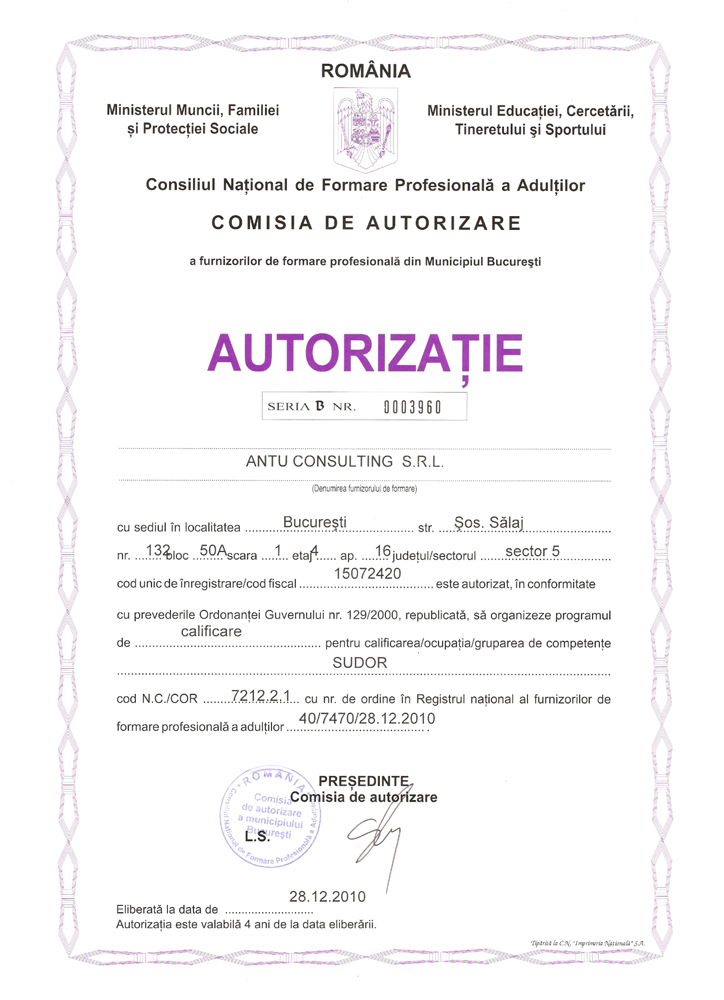 ROMÂNIA
Ministerul Muncii, Familiei
și Protecției Sociale
Ministerul Educației, Cercetării,
Tineretului şi Sportului
Consiliul Național de Formare Profesională a Adulților
COMISIA DE AUTORIZARE
a furnizorilor de formare profesională din Municipiul Bucureşti
AUTORIZAȚIE
SERIA B NR. 0003960
ANTU CONSULTING S.R.L.
(Denumirea furnizorului de formare)
cu sediul în localitatea ..........București.......... str. ....Șos. Sălaj....
nr. ...132 bloc ..50A scara ...1... etaj 4..... ap. ...16 județul/sectorul ......sector 5......
cod unic de înregistrare/cod fiscal ........15072420........ este autorizat, în conformitate
cu prevederile Ordonanței Guvernului nr. 129/2000, republicată, să organizeze programul
de ..........calificare.......... pentru calificarea/ocupația/gruparea de competențe
SUDOR
cod N.C./COR ........7212.2.1... cu nr. de ordine în Registrul național al furnizorilor de
formare profesională a adulților ...40/7470/28.12.2010... .
PREȘEDINTE
Comisia de autorizare
ROMÂNIA
Consiliul Național de Formare Profesională a Adulților
Comisia
de autorizare
a municipiului
București
L.S.
Eliberată la data de ........28.12.2010........
Autorizația este valabilă 4 ani de la data eliberării.
Tipărită la C.N. "Imprimeria Națională" S.A.